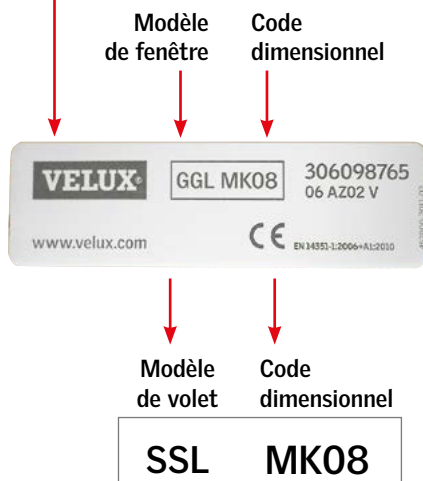 Modèle de fenêtre
Code dimensionnel
VELUX®
GGL MK08
306098765
06 AZ02 V
www.velux.com
CE
EN 14351-1:2006+A1:2010
Modèle de volet
Code dimensionnel
SSL MK08